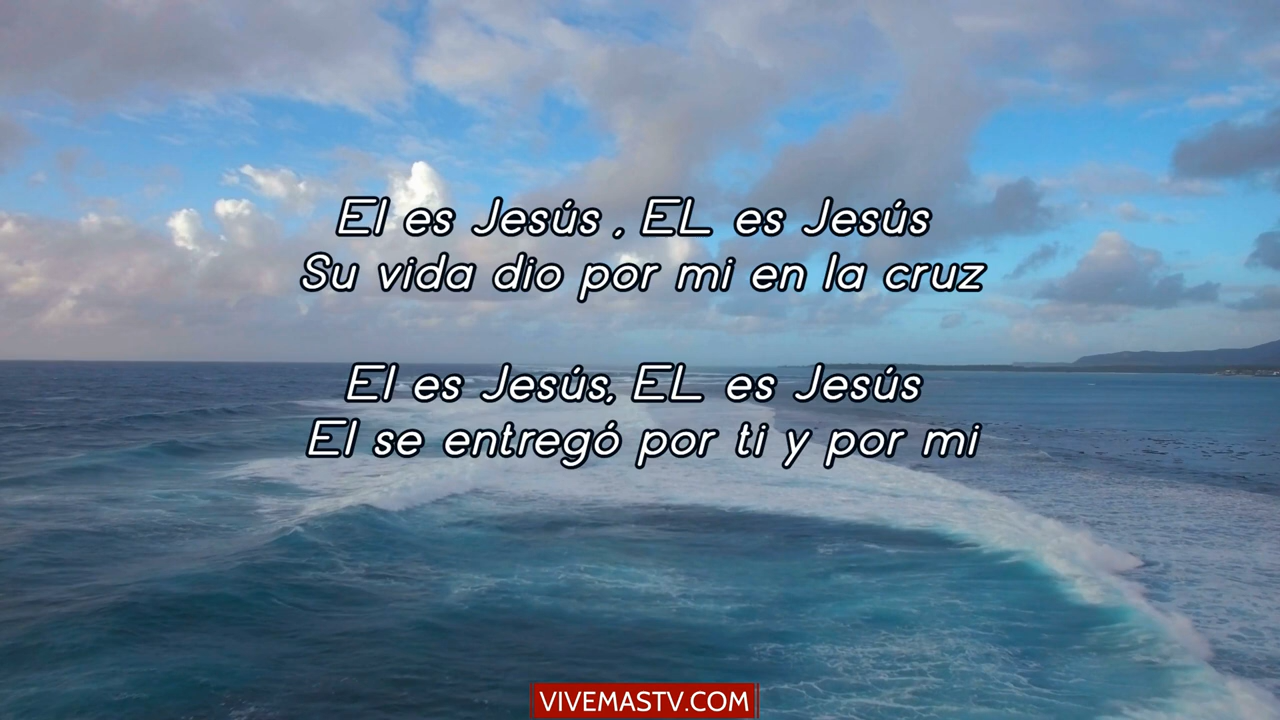 El es Jesús , EL es Jesús
Su vida dio por mi en la cruz
El es Jesús, EL es Jesús
El se entregó por ti y por mi
VIVEMASTV.COM